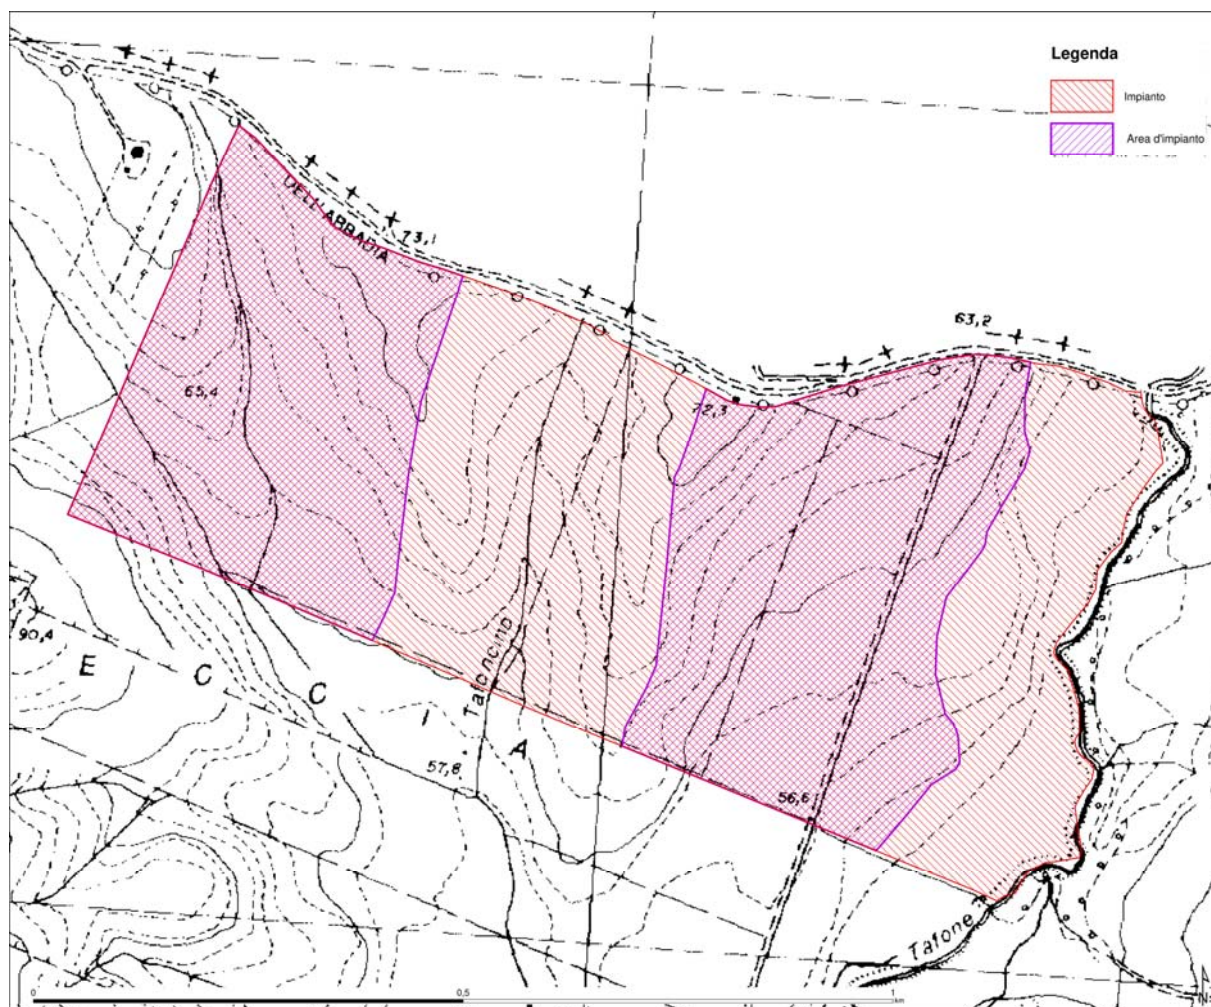 Legenda
Impianto
Area d'impianto
DELL'ABBADIA
73,1
63,2
65,4
72,3
90,4
E C C I A
Tafoncino
57,8
56,6
Tafone
0
0,5
1
km
N